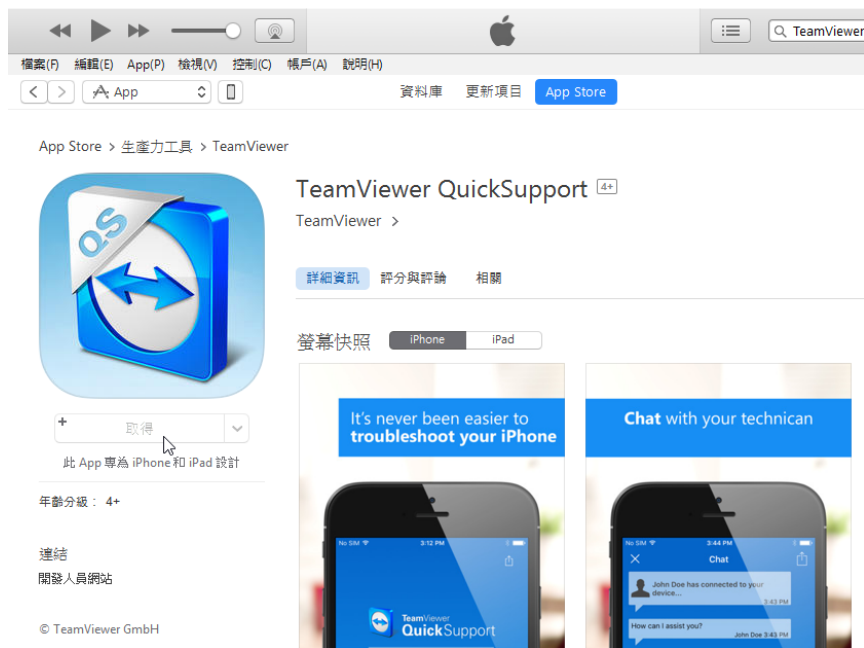 TeamViewer
檔案(F) 編輯(E) App(P) 檢視(V) 控制(C) 帳戶(A) 說明(H)
App 資料庫 更新項目 App Store
App Store > 生產力工具 > TeamViewer
QS
TeamViewer QuickSupport 4+
TeamViewer >
詳細資訊 評分與評論 相關
螢幕快照 iPhone iPad
取得
此 App 專為 iPhone 和 iPad 設計
年齡分級： 4+
連結
開發人員網站
© TeamViewer GmbH
It's never been easier to
troubleshoot your iPhone
No SIM 3:12 PM
TeamViewer
QuickSupport
Chat with your technican
No SIM 3:44 PM
Chat
John Doe has connected to your
device...
3:43 PM
How can I assist you?
John Doe 3:43 PM